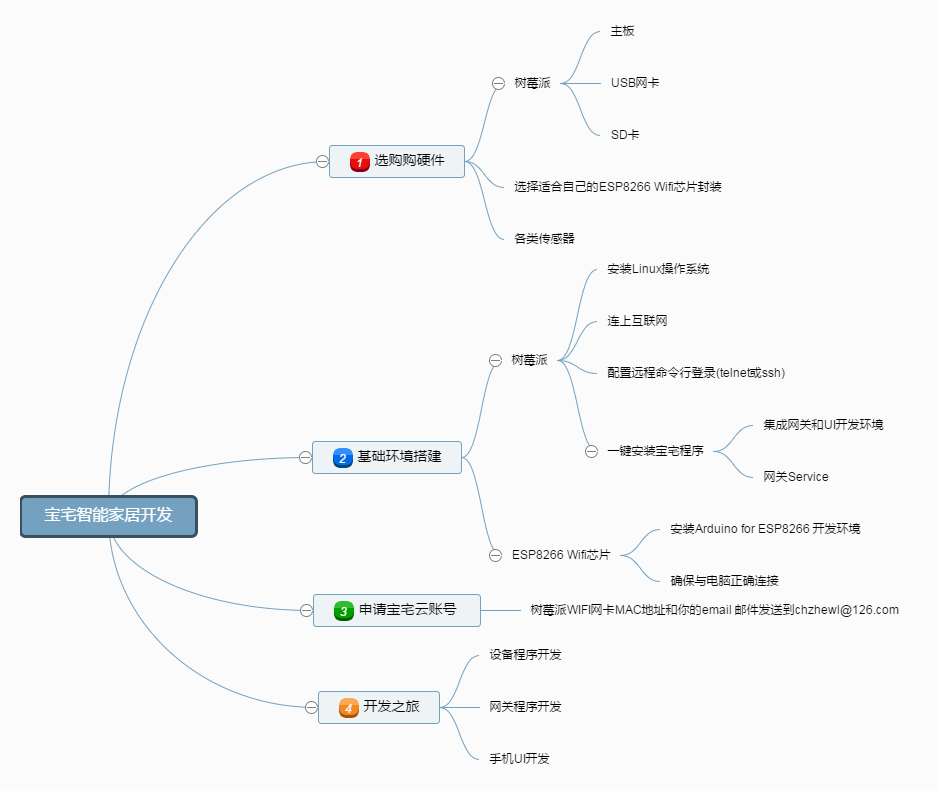 宝宅智能家居开发
1 选购购硬件
树莓派
主板
USB网卡
SD卡
选择适合自己的ESP8266 Wifi芯片封装
各类传感器
2 基础环境搭建
树莓派
安装Linux操作系统
连上互联网
配置远程命令行登录(telnet或ssh)
一键安装宝宅程序
集成网关和UI开发环境
网关Service
ESP8266 Wifi芯片
安装Arduino for ESP8266 开发环境
确保与电脑正确连接
3 申请宝宅云账号
树莓派WIFI网卡MAC地址和你的email 邮件发送到chzhewl@126.com
4 开发之旅
设备程序开发
网关程序开发
手机UI开发